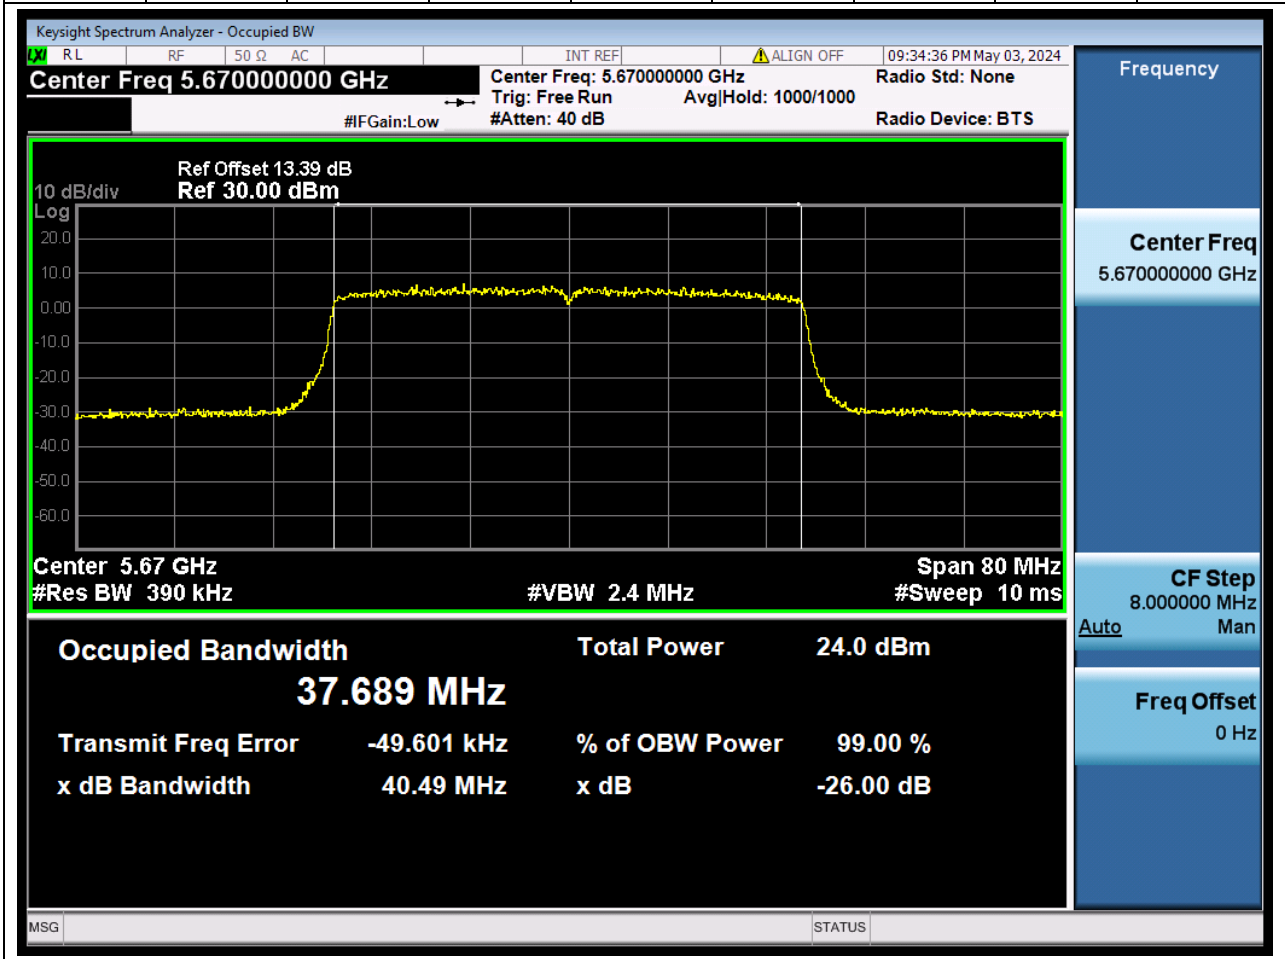 Keysight Spectrum Analyzer - Occupied BW
LXI RL RF 50 Ω AC INT REF ALIGN OFF 09:34:36 PM May 03, 2024
Center Freq 5.670000000 GHz
Center Freq: 5.670000000 GHz
Radio Std: None
Trig: Free Run Avg|Hold: 1000/1000
#IFGain:Low
#Atten: 40 dB
Radio Device: BTS
Ref Offset 13.39 dB
10 dB/div Ref 30.00 dBm
Log
20.0
10.0
0.00
-10.0
-20.0
-30.0
-40.0
-50.0
-60.0
Center 5.67 GHz Span 80 MHz
#Res BW 390 kHz #VBW 2.4 MHz #Sweep 10 ms
Occupied Bandwidth Total Power 24.0 dBm
37.689 MHz
Transmit Freq Error -49.601 kHz % of OBW Power 99.00 %
x dB Bandwidth 40.49 MHz x dB -26.00 dB
MSG STATUS
Frequency
Center Freq
5.670000000 GHz
CF Step
8.000000 MHz
Auto Man
Freq Offset
0 Hz